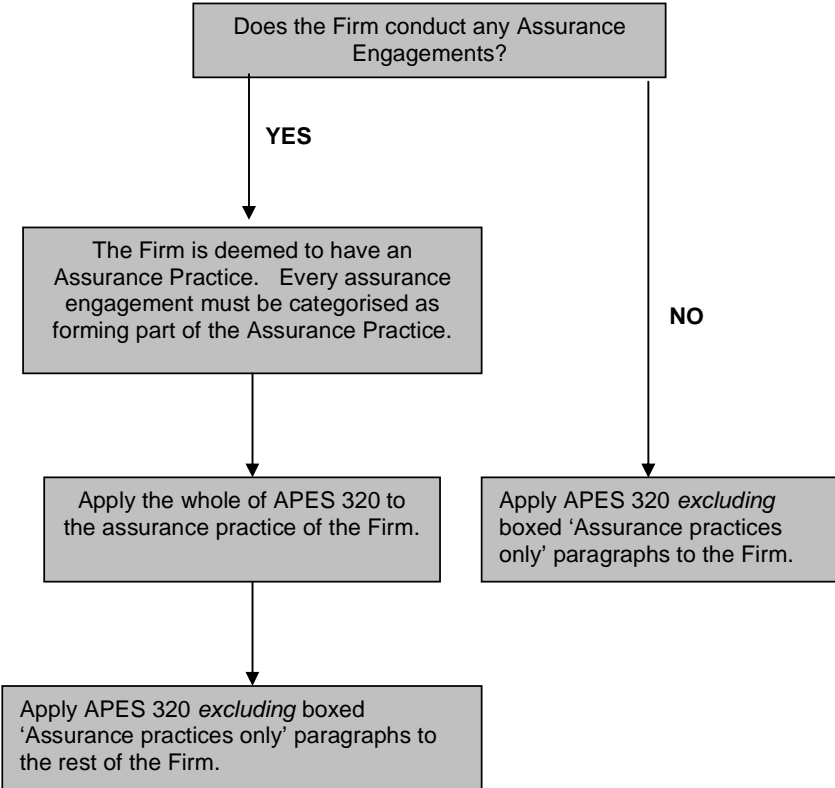 Does the Firm conduct any Assurance
Engagements?
YES
The Firm is deemed to have an
Assurance Practice.   Every assurance
engagement must be categorised as
forming part of the Assurance Practice.
NO
Apply the whole of APES 320 to
the assurance practice of the Firm.
Apply APES 320 excluding
boxed ‘Assurance practices
only’ paragraphs to the Firm.
Apply APES 320 excluding boxed
‘Assurance practices only’ paragraphs to
the rest of the Firm.